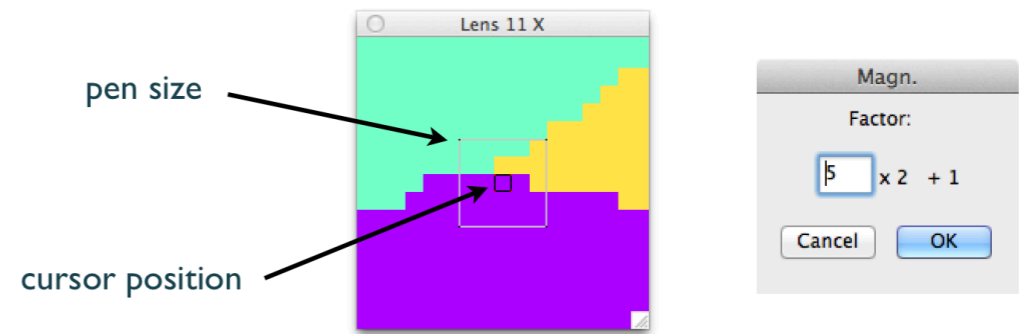 Lens 11 X
pen size
cursor position
Magn.
Factor:
5 x 2 + 1
Cancel OK